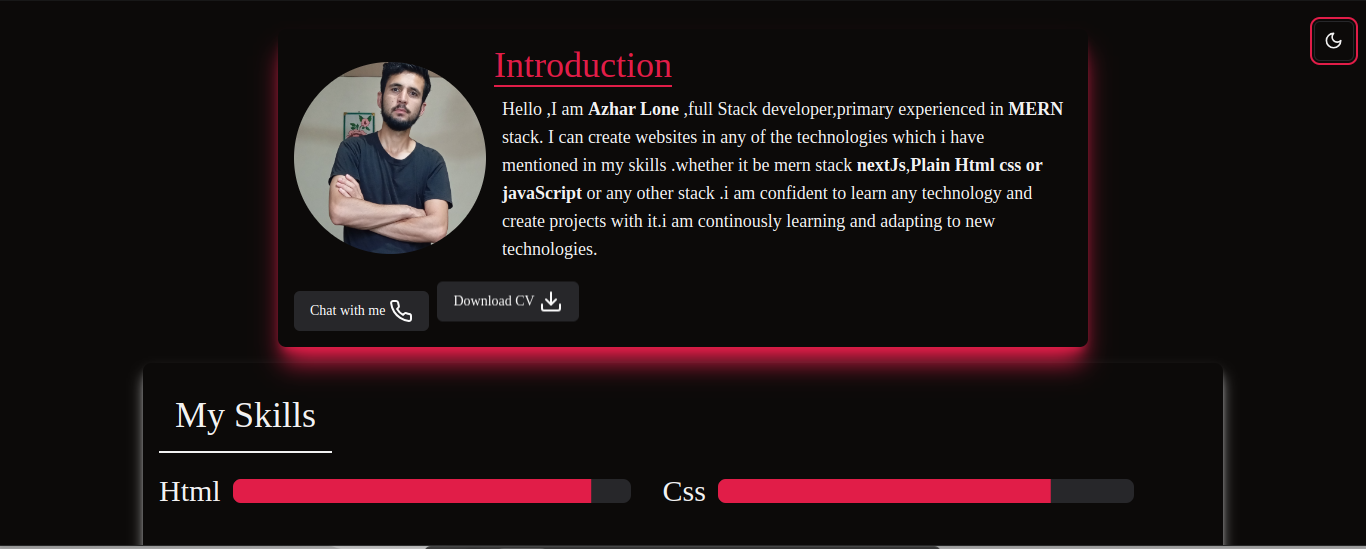 Introduction
Hello ,I am Azhar Lone ,full Stack developer,primary experienced in MERN
stack. I can create websites in any of the technologies which i have
mentioned in my skills .whether it be mern stack nextJs,Plain Html css or
javaScript or any other stack .i am confident to learn any technology and
create projects with it.i am continously learning and adapting to new
technologies.
Chat with me
Download CV
My Skills
Html
Css